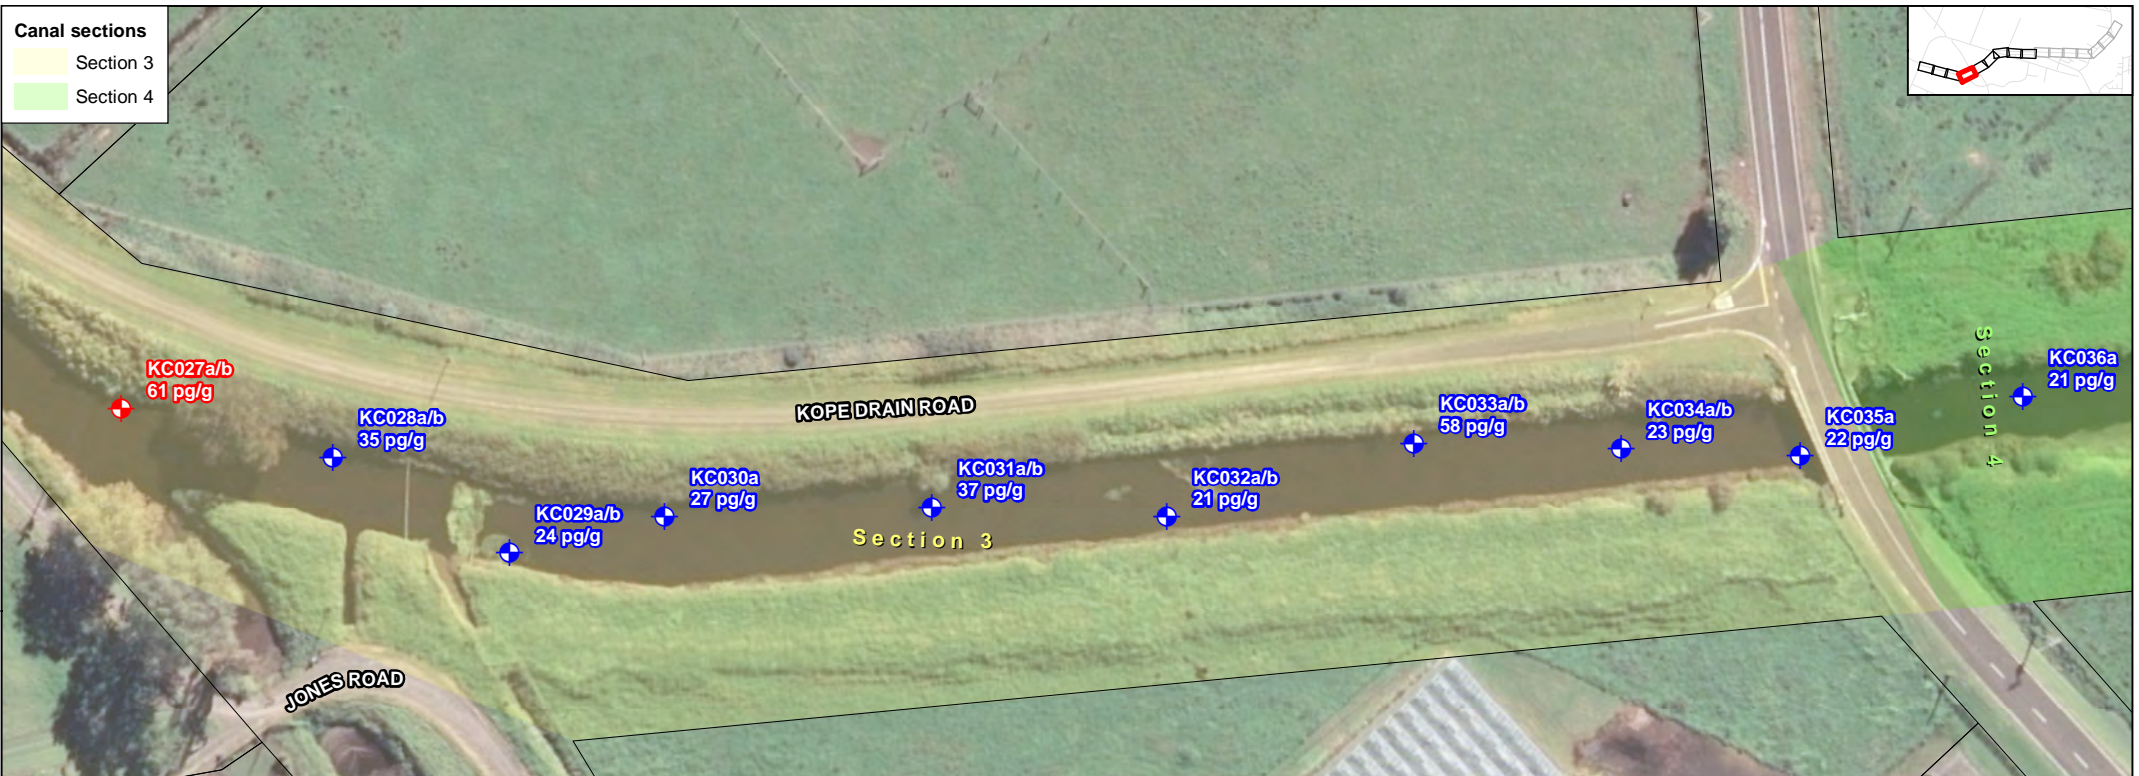 Canal sections
Section 3
Section 4
KC027a/b
61 pg/g
KC028a/b
35 pg/g
KC029a/b
24 pg/g
KC030a
27 pg/g
KC031a/b
37 pg/g
KC032a/b
21 pg/g
KC033a/b
58 pg/g
KC034a/b
23 pg/g
KC035a
22 pg/g
KC036a
21 pg/g
KOPE DRAIN ROAD
Section 3
Section 4
JONES ROAD